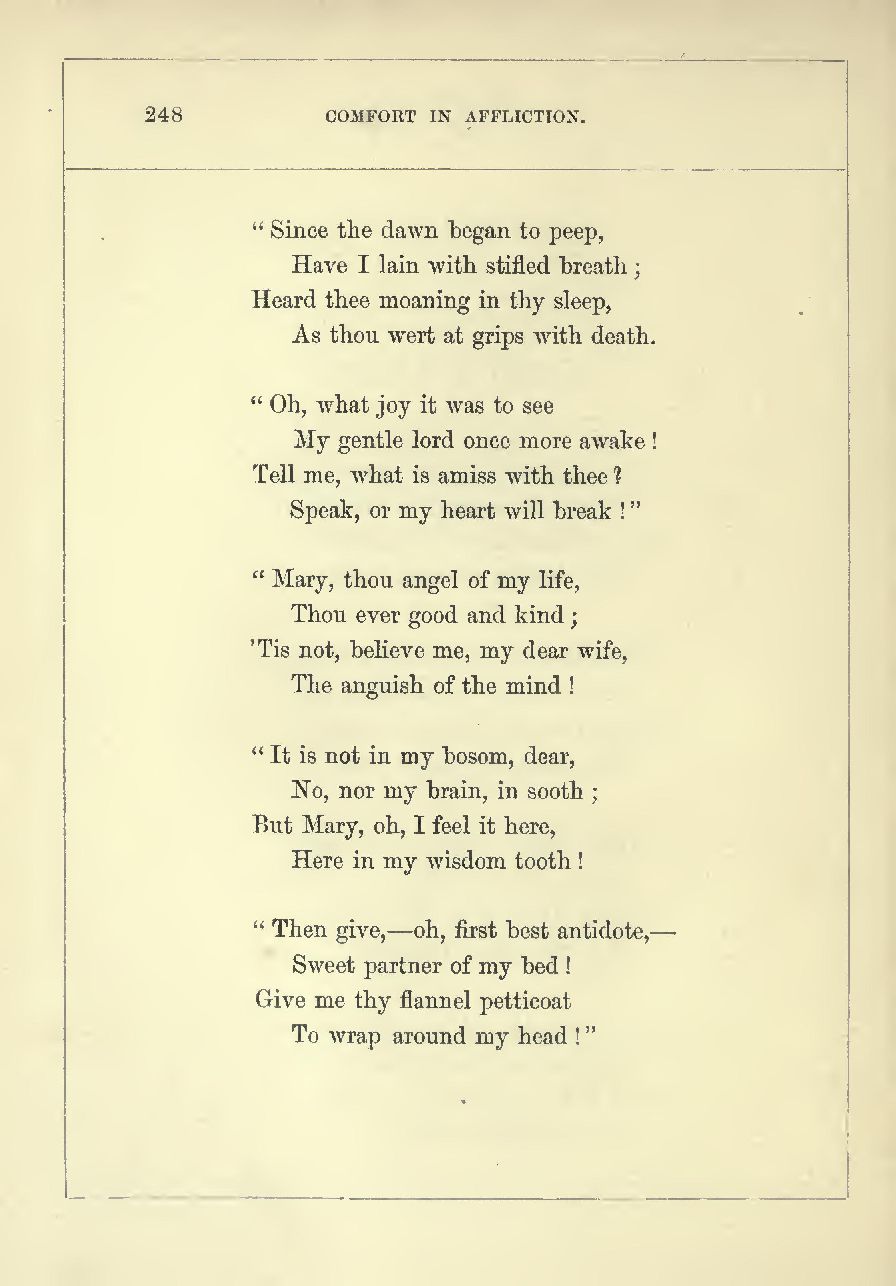 248 COMFORT IN AFFLICTION.
“ Since the dawn began to peep,
Have I lain with stifled breath ;
Heard thee moaning in thy sleep,
As thou wert at grips with death.
“ Oh, what joy it was to see
My gentle lord once more awake !
Tell me, what is amiss with thee ?
Speak, or my heart will break ! ”
“ Mary, thou angel of my life,
Thou ever good and kind ;
’Tis not, believe me, my dear wife,
The anguish of the mind !
“ It is not in my bosom, dear,
No, nor my brain, in sooth ;
But Mary, oh, I feel it here,
Here in my wisdom tooth !
“ Then give,—oh, first best antidote,—
Sweet partner of my bed !
Give me thy flannel petticoat
To wrap around my head ! ”